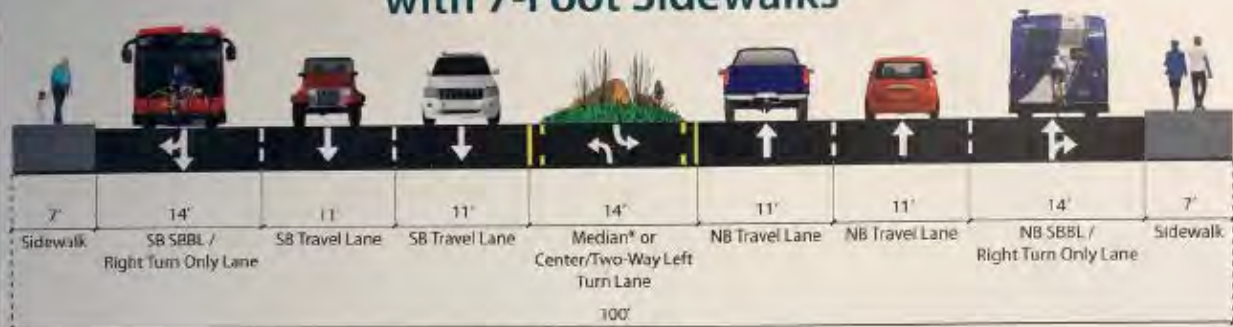 with 7-Foot Sidewalks
7'
14'
11
11'
14'
11'
11'
14'
7'
Sidewalk
SB SBBL /
Right Turn Only Lane
SB Travel Lane
SB Travel Lane
Median* or
Center/Two-Way Left
Turn Lane
NB Travel Lane
NB Travel Lane
NB SBBL /
Right Turn Only Lane
Sidewalk
100'